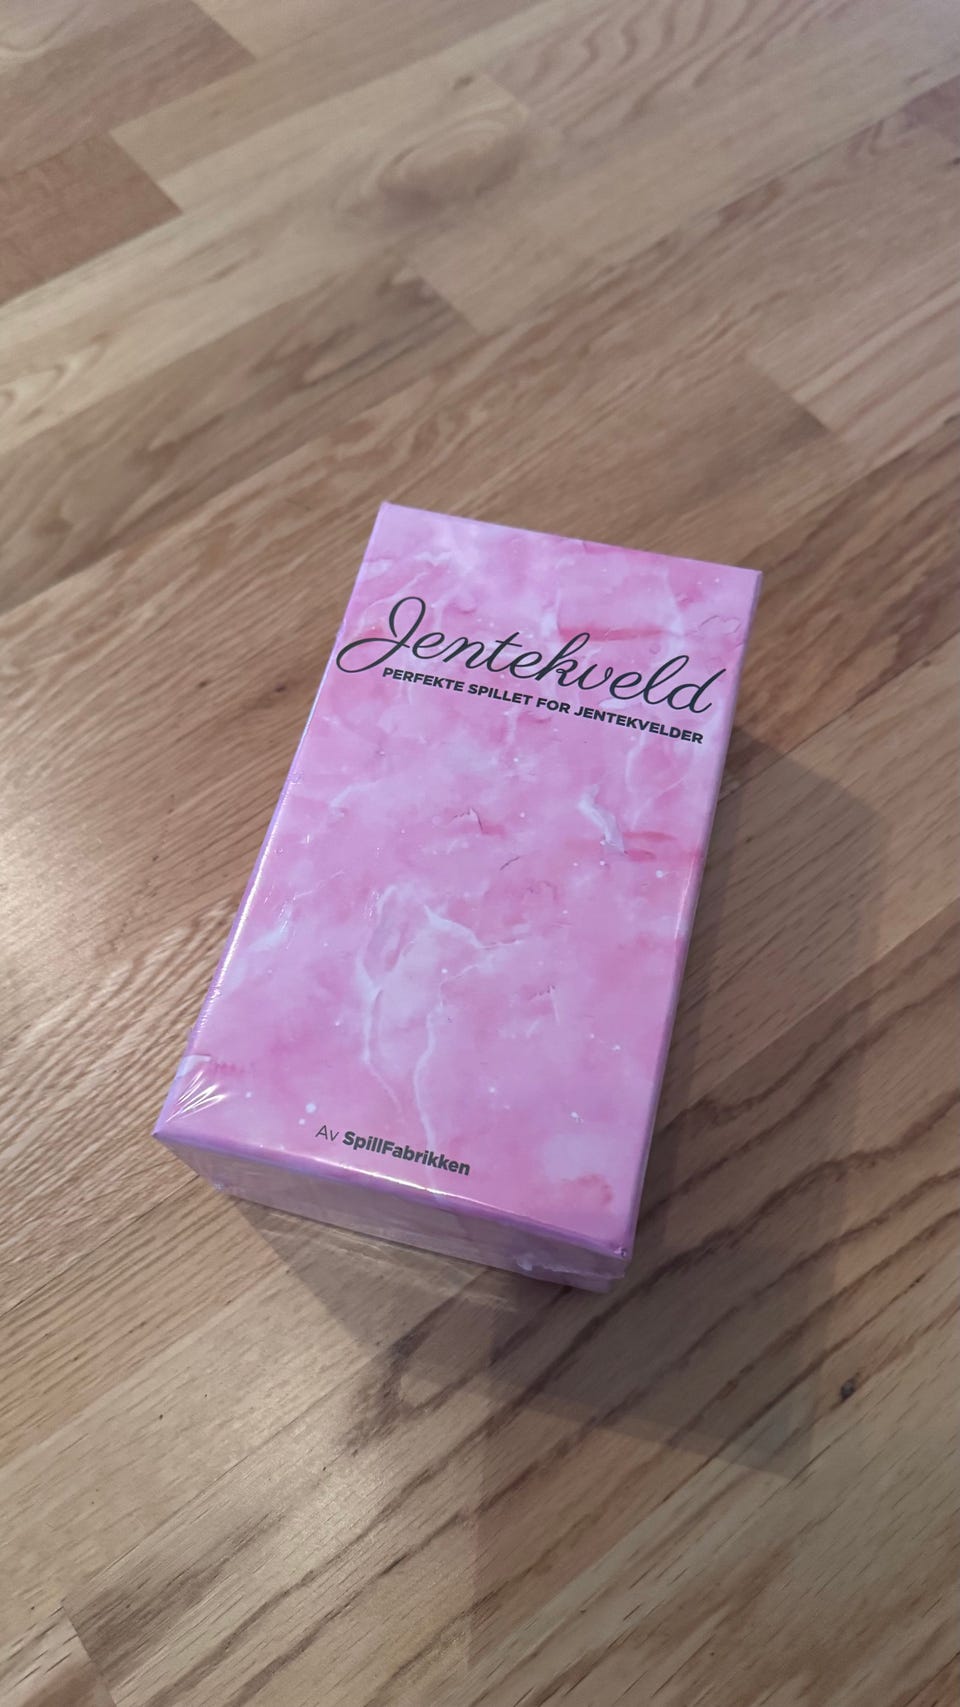 Jentekveld
PERFEKTE SPILLET FOR JENTEKVELDER
Av SpillFabrikken